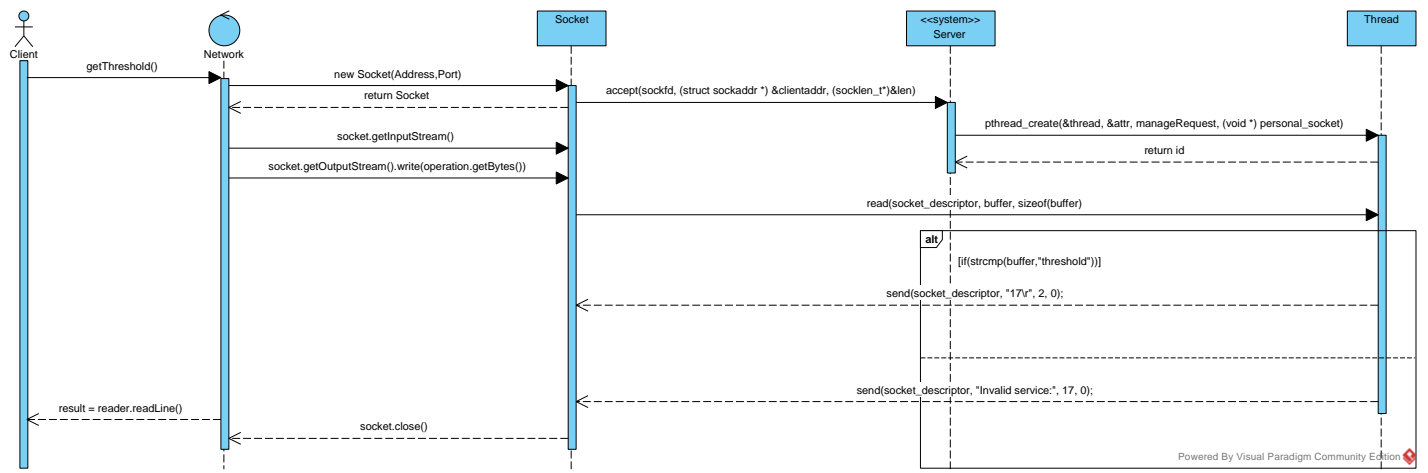 Client
Network
Socket
<<system>>
Server
Thread
getThreshold()
new Socket(Address,Port)
return Socket
accept(sockfd, (struct sockaddr *) &clientaddr, (socklen_t*)&len)
pthread_create(&thread, &attr, manageRequest, (void *) personal_socket)
socket.getInputStream()
return id
socket.getOutputStream().write(operation.getBytes())
read(socket_descriptor, buffer, sizeof(buffer)
alt
[if(strcmp(buffer,"threshold"))]
send(socket_descriptor, "17\r", 2, 0);
send(socket_descriptor, "Invalid service:", 17, 0);
result = reader.readLine()
socket.close()
Powered By Visual Paradigm Community Edition